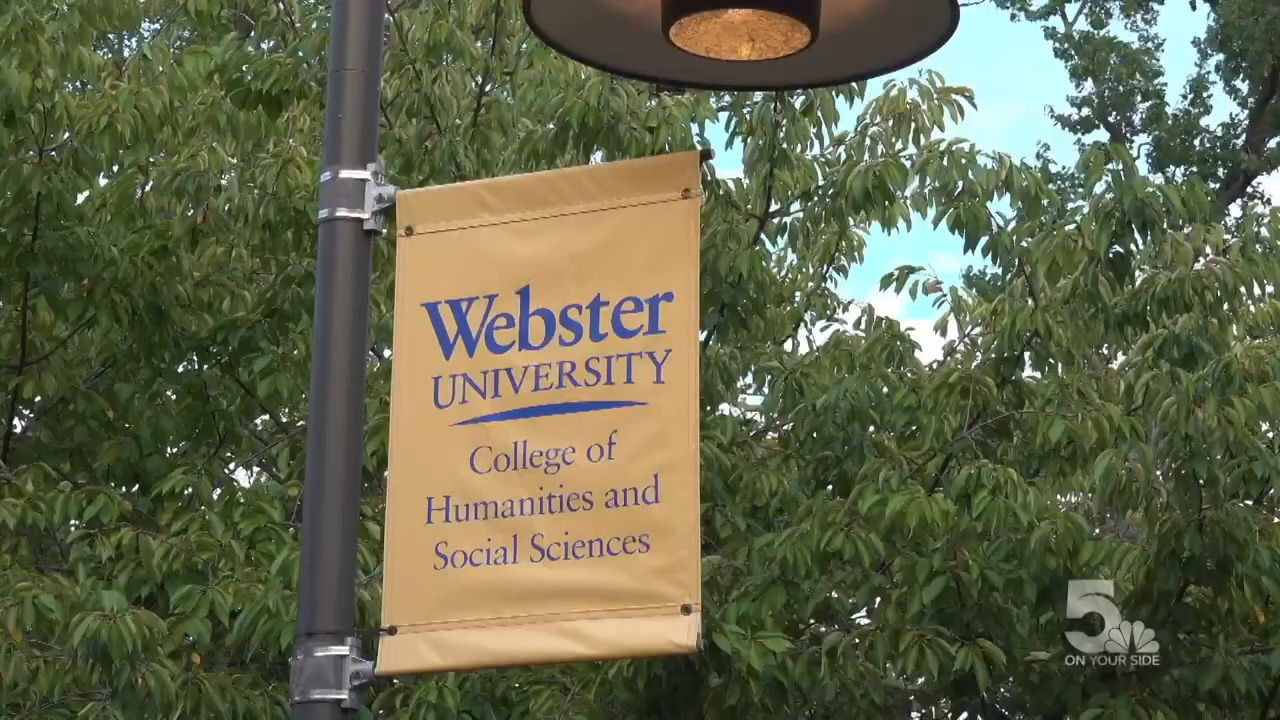 Webster
UNIVERSITY
College of
Humanities and
Social Sciences
5
ON YOUR SIDE